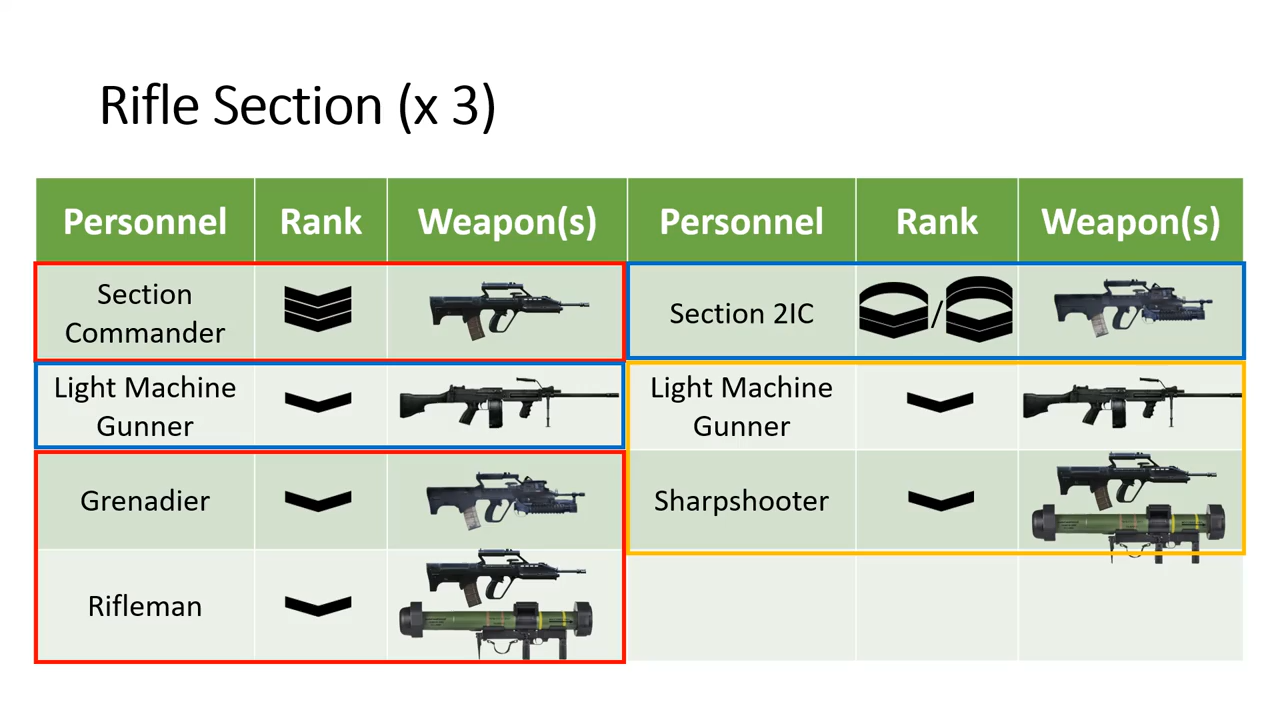 Rifle Section (x 3)
Personnel Rank Weapon(s) Personnel Rank Weapon(s)
Section
Commander
Section 2IC
/
Light Machine
Gunner
Light Machine
Gunner
Grenadier
Sharpshooter
Rifleman